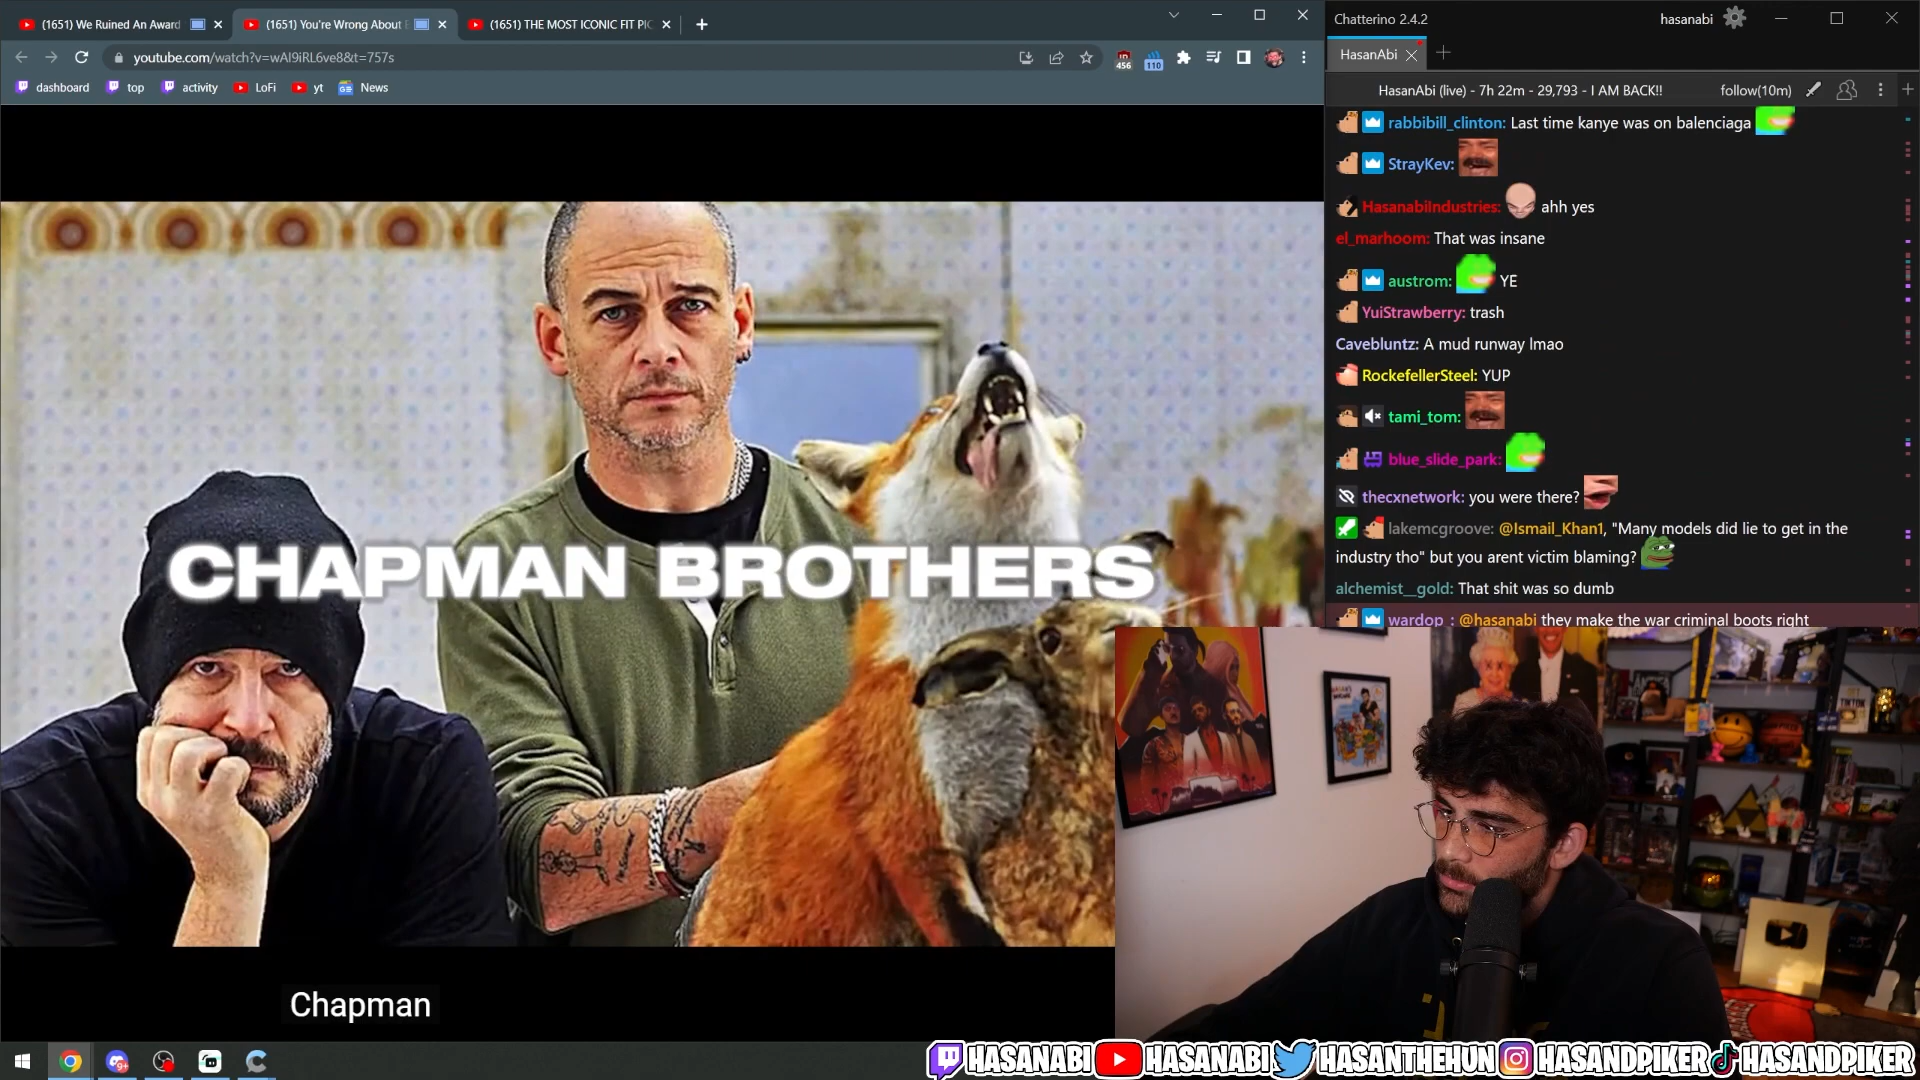 (1651) We Ruined An Award
(1651) You're Wrong About
(1651) THE MOST ICONIC FIT PIC
youtube.com/watch?v=wAI9iRL6ve8&t=757s
456
110
dashboard
top
activity
LoFi
yt
News
CHAPMAN BROTHERS
Chapman
Chatterino 2.4.2
hasanabi
HasanAbi
HasanAbi (live) - 7h 22m - 29,793 - I AM BACK!!
follow(10m)
rabbibill_clinton: Last time kanye was on balenciaga
StrayKev:
HasanabiIndustries: ahh yes
el_marhoom: That was insane
austrom: YE
YuiStrawberry: trash
Cavebluntz: A mud runway lmao
RockefellerSteel: YUP
tami_tom:
blue_slide_park:
thecxnetwork: you were there?
lakemcgroove: @Ismail_Khan1, "Many models did lie to get in the
industry tho" but you arent victim blaming?
alchemist__gold: That shit was so dumb
wardop_: @hasanabi they make the war criminal boots right
HASANABI HASANABI HASANTHEHUN HASANDPIKER HASANDPIKER